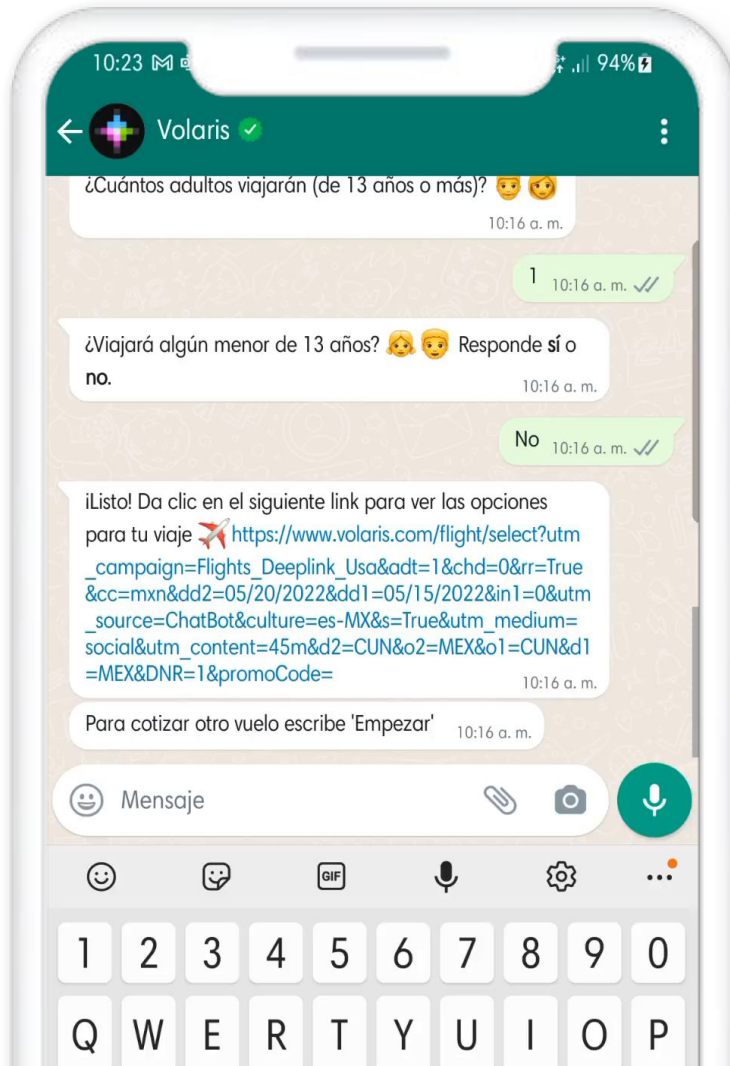 10:23
94%
Volaris
¿Cuántos adultos viajarán (de 13 años o más)?
10:16 a. m.
1 10:16 a. m.
¿Viajará algún menor de 13 años? Responde sí o
no.
10:16 a. m.
No 10:16 a. m.
¡Listo! Da clic en el siguiente link para ver las opciones
para tu viaje https://www.volaris.com/flight/select?utm
_campaign=Flights_Deeplink_Usa&adt=1&chd=0&rr=True
&cc=mxn&dd2=05/20/2022&dd1=05/15/2022&in1=0&utm
_source=ChatBot&culture=es-MX&s=True&utm_medium=
social&utm_content=45m&d2=CUN&o2=MEX&o1=CUN&d1
=MEX&DNR=1&promoCode=
10:16 a. m.
Para cotizar otro vuelo escribe 'Empezar' 10:16 a. m.
Mensaje
GIF
1 2 3 4 5 6 7 8 9 0
Q W E R T Y U I O P